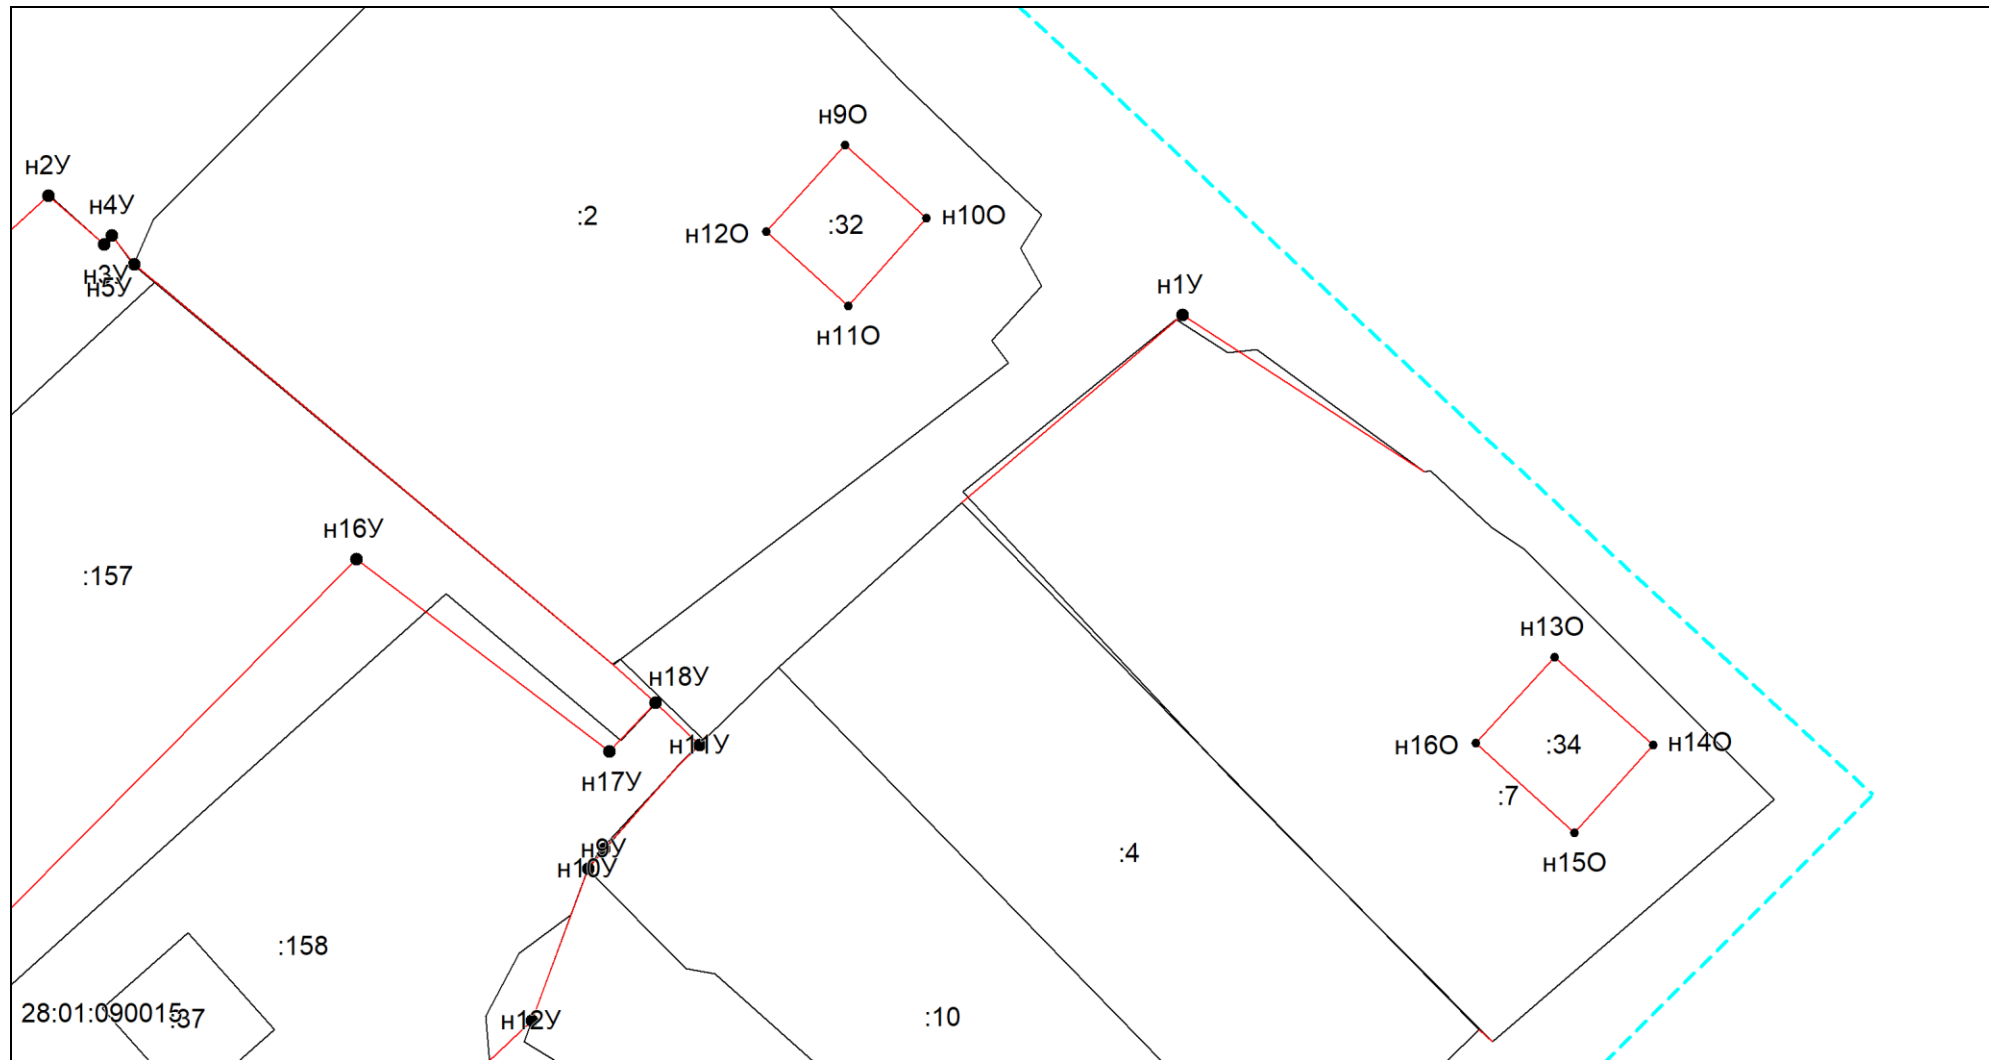 н9О
н2У
н4У
:2
:32
н10О
н12О
н3У
н5У
н1У
н11О
н16У
:157
н13О
н18У
н11У
н16О
:34
н14О
н17У
:7
н9У
н10У
:4
н15О
:158
28:01:090015
:37
н12У
:10